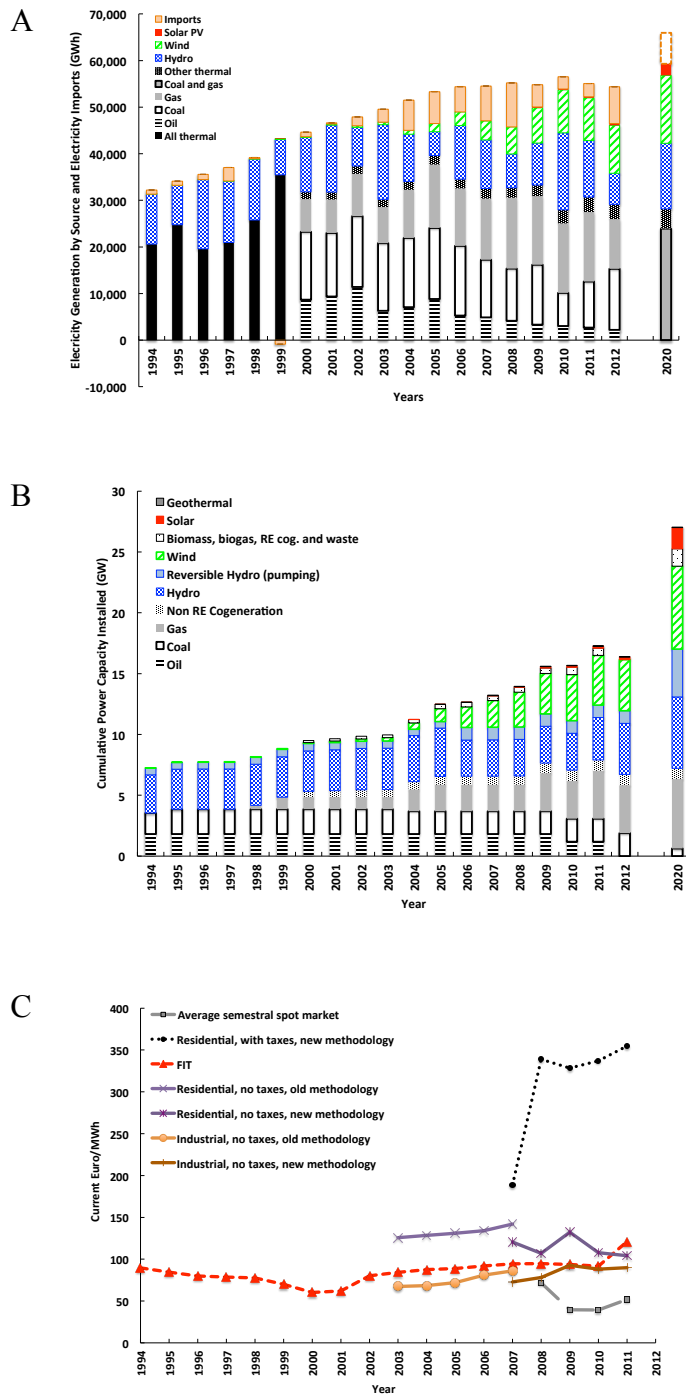 A
Elecricity Generation by Source and Electricity Imports (GWh)
70,000
60,000
50,000
40,000
30,000
20,000
10,000
0
-10,000
Imports
Solar PV
Wind
Hydro
Other thermal
Coal and gas
Gas
Coal
Oil
All thermal
1994 1995 1996 1997 1998 1999 2000 2001 2002 2003 2004 2005 2006 2007 2008 2009 2010 2011 2012 2020
Years
B
Cumulative Power Capacity Installed (GW)
30
25
20
15
10
5
0
Geothermal
Solar
Biomass, biogas, RE cog. and waste
Wind
Reversible Hydro (pumping)
Hydro
Non RE Cogeneration
Gas
Coal
Oil
1994 1995 1996 1997 1998 1999 2000 2001 2002 2003 2004 2005 2006 2007 2008 2009 2010 2011 2012 2020
Year
C
Current Euro/MWh
400
350
300
250
200
150
100
50
0
Average semestral spot market
Residential, with taxes, new methodology
FIT
Residential, no taxes, old methodology
Residential, no taxes, new methodology
Industrial, no taxes, old methodology
Industrial, no taxes, new methodology
1994 1995 1996 1997 1998 1999 2000 2001 2002 2003 2004 2005 2006 2007 2008 2009 2010 2011 2012
Year